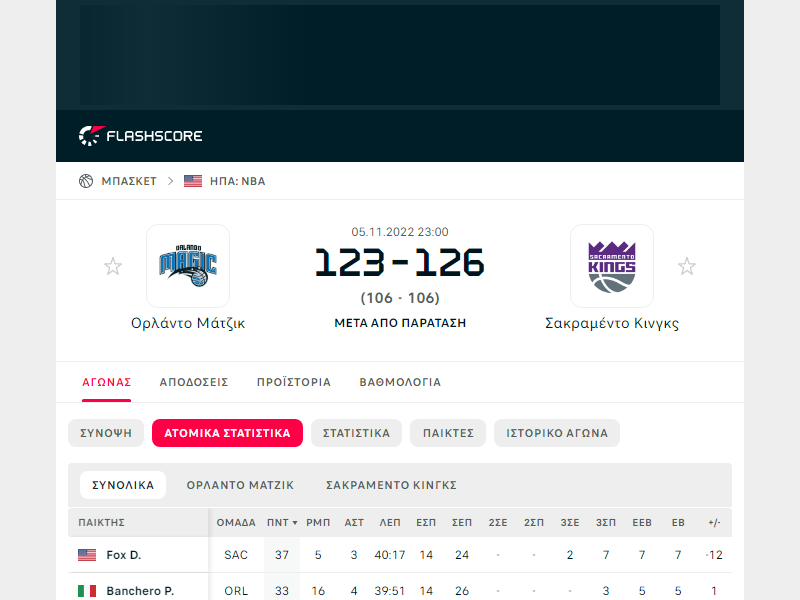 FLASHSCORE
ΜΠΑΣΚΕΤ > ΗΠΑ: NBA
05.11.2022 23:00
123-126
(106 - 106)
ΜΕΤΑ ΑΠΟ ΠΑΡΑΤΑΣΗ
ORLANDO MAGIC
SACRAMENTO KINGS
Ορλάντο Μάτζικ
Σακραμέντο Κινγκς
ΑΓΩΝΑΣ ΑΠΟΔΟΣΕΙΣ ΠΡΟΪΣΤΟΡΙΑ ΒΑΘΜΟΛΟΓΙΑ
ΣΥΝΟΨΗ ΑΤΟΜΙΚΑ ΣΤΑΤΙΣΤΙΚΑ ΣΤΑΤΙΣΤΙΚΑ ΠΑΙΚΤΕΣ ΙΣΤΟΡΙΚΟ ΑΓΩΝΑ
ΣΥΝΟΛΙΚΑ ΟΡΛΑΝΤΟ ΜΑΤΖΙΚ ΣΑΚΡΑΜΕΝΤΟ ΚΙΝΓΚΣ
ΠΑΙΚΤΗΣ ΟΜΑΔΑ ΠΝΤ ΡΜΠ ΑΣΤ ΛΕΠ ΕΣΠ ΣΕΠ 2ΣΕ 2ΣΠ 3ΣΕ 3ΣΠ ΕΕΒ ΕΒ +/-
Fox D. SAC 37 5 3 40:17 14 24 - - 2 7 7 7 -12
Banchero P. ORL 33 16 4 39:51 14 26 - - - 3 5 5 1